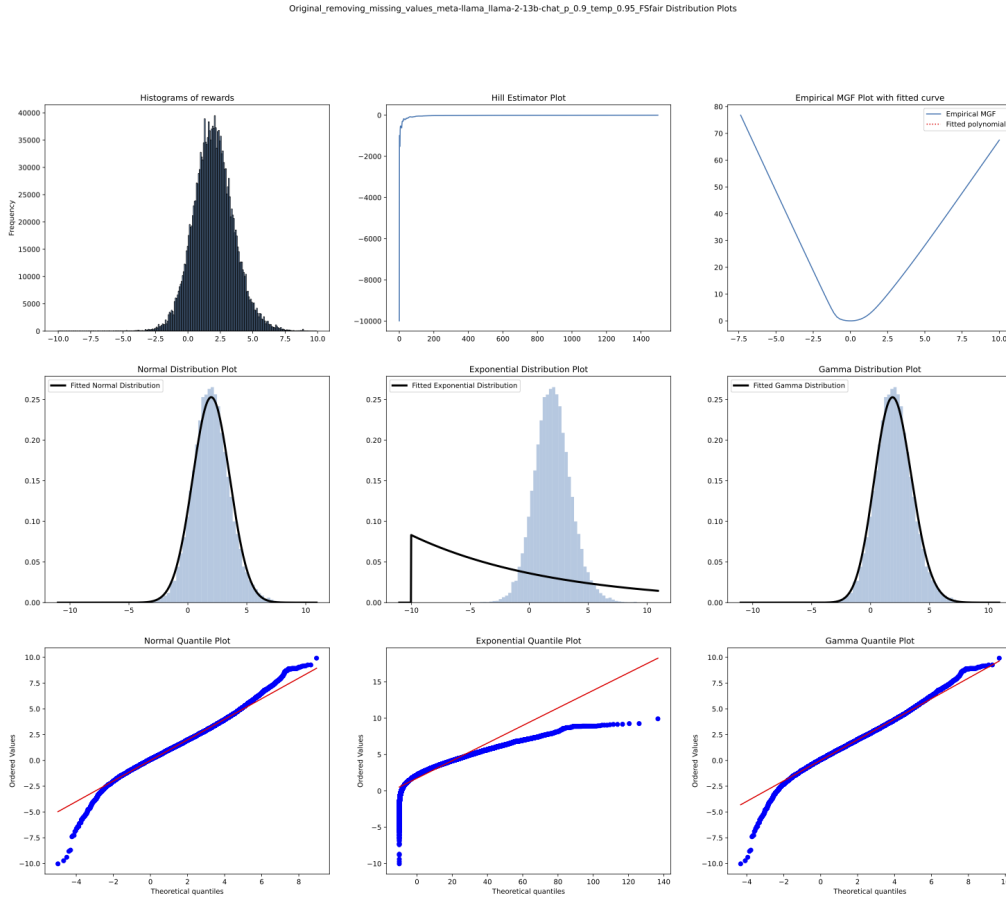 Original_removing_missing_values_meta-llama_llama-2-13b-chat_p_0.9_temp_0.95_FSfair Distribution Plots
Histograms of rewards
Frequency
40000
35000
30000
25000
20000
15000
10000
5000
0
−10.0 −7.5 −5.0 −2.5 0.0 2.5 5.0 7.5 10.0
Hill Estimator Plot
0
−2000
−4000
−6000
−8000
−10000
0 200 400 600 800 1000 1200 1400
Empirical MGF Plot with fitted curve
Empirical MGF
Fitted polynomial
80
70
60
50
40
30
20
10
0
−7.5 −5.0 −2.5 0.0 2.5 5.0 7.5 10.0
Normal Distribution Plot
Fitted Normal Distribution
0.25
0.20
0.15
0.10
0.05
0.00
−10 −5 0 5 10
Exponential Distribution Plot
Fitted Exponential Distribution
0.25
0.20
0.15
0.10
0.05
0.00
−10 −5 0 5 10
Gamma Distribution Plot
Fitted Gamma Distribution
0.25
0.20
0.15
0.10
0.05
0.00
−10 −5 0 5 10
Normal Quantile Plot
Ordered Values
10.0
7.5
5.0
2.5
0.0
−2.5
−5.0
−7.5
−10.0
−4 −2 0 2 4 6 8
Theoretical quantiles
Exponential Quantile Plot
Ordered Values
15
10
5
0
−5
−10
0 20 40 60 80 100 120 140
Theoretical quantiles
Gamma Quantile Plot
Ordered Values
10.0
7.5
5.0
2.5
0.0
−2.5
−5.0
−7.5
−10.0
−4 −2 0 2 4 6 8 10
Theoretical quantiles